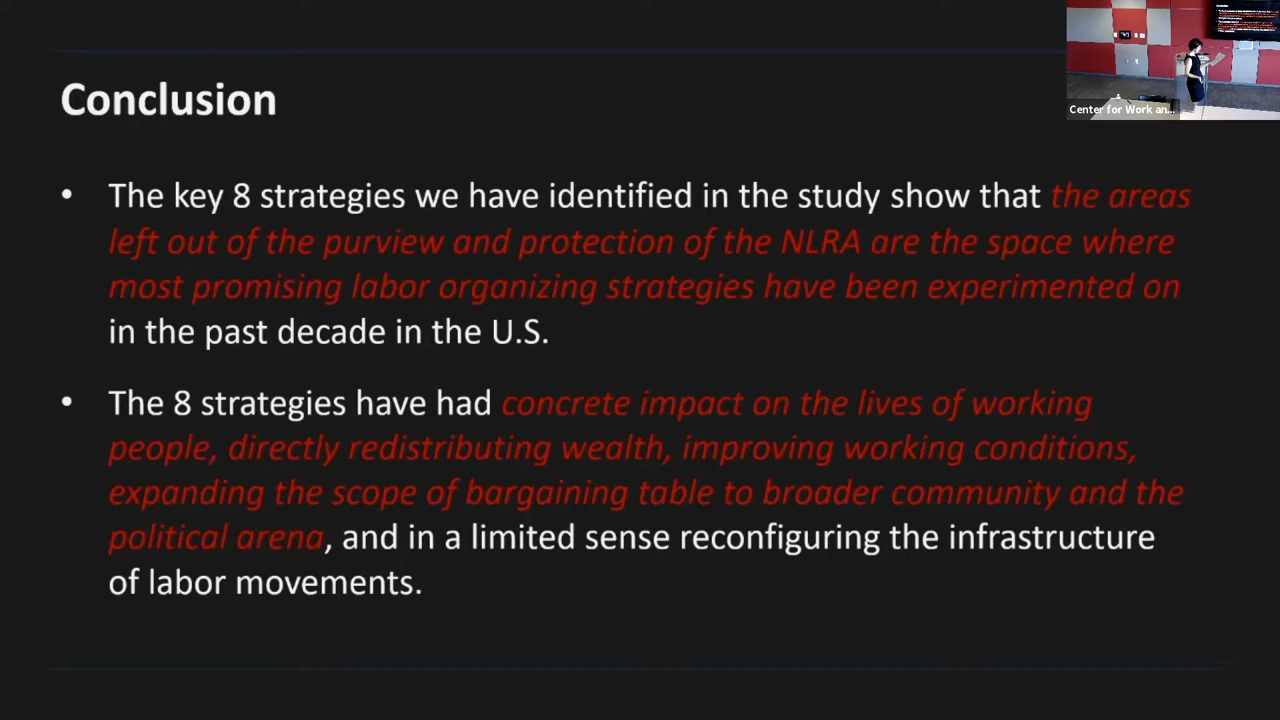 Conclusion
• The key 8 strategies we have identified in the study show that the areas
left out of the purview and protection of the NLRA are the space where
most promising labor organizing strategies have been experimented on
in the past decade in the U.S.
• The 8 strategies have had concrete impact on the lives of working
people, directly redistributing wealth, improving working conditions,
expanding the scope of bargaining table to broader community and the
political arena, and in a limited sense reconfiguring the infrastructure
of labor movements.
Center for Work an...